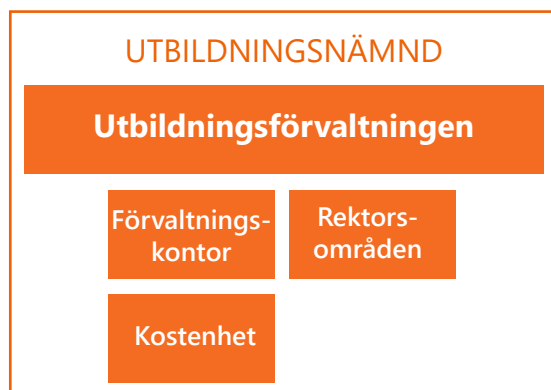 UTBILDNINGSNÄMND
Utbildningsförvaltningen
Förvaltnings-
kontor
Rektors-
områden
Kostenhet